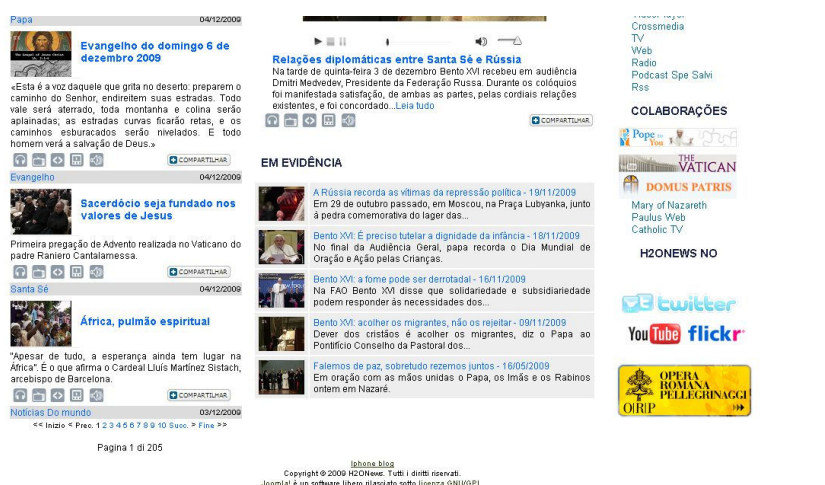 Papa 04/12/2009
Evangelho do domingo 6 de
dezembro 2009
«Esta é a voz daquele que grita no deserto: preparem o
caminho do Senhor, endireitem suas estradas. Todo
vale será aterrado, toda montanha e colina serão
aplainadas; as estradas curvas ficarão retas, e os
caminhos esburacados serão nivelados. E todo
homem verá a salvação de Deus.»
COMPARTILHAR
Evangelho 04/12/2009
Sacerdócio seja fundado nos
valores de Jesus
Primeira pregação de Advento realizada no Vaticano do
padre Raniero Cantalamessa.
COMPARTILHAR
Santa Sé 04/12/2009
África, pulmão espiritual
"Apesar de tudo, a esperança ainda tem lugar na
África". É o que afirma o Cardeal Lluís Martínez Sistach,
arcebispo de Barcelona.
COMPARTILHAR
Notícias Do mundo 03/12/2009
<< Inizio < Prec. 1 2 3 4 5 6 7 8 9 10 Succ. > Fine >>
Pagina 1 di 205
Relações diplomáticas entre Santa Sé e Rússia
Na tarde de quinta-feira 3 de dezembro Bento XVI recebeu em audiência
Dmitri Medvedev, Presidente da Federação Russa. Durante os colóquios
foi manifestada satisfação, de ambas as partes, pelas cordiais relações
existentes, e foi concordado...Leia tudo
COMPARTILHAR
EM EVIDÊNCIA
A Rússia recorda as vítimas da repressão política - 19/11/2009
Em 29 de outubro passado, em Moscou, na Praça Lubyanka, junto
à pedra comemorativa do lager das...
Bento XVI: É preciso tutelar a dignidade da infância - 18/11/2009
No final da Audiência Geral, papa recorda o Dia Mundial de
Oração e Ação pelas Crianças.
Bento XVI: a fome pode ser derrotadal - 16/11/2009
Na FAO Bento XVI disse que solidariedade e subsidiariedade
podem responder às necessidades dos...
Bento XVI: acolher os migrantes, não os rejeitar - 09/11/2009
Dever dos cristãos é acolher os migrantes, diz o Papa ao
Pontifício Conselho da Pastoral dos...
Falemos de paz, sobretudo rezemos juntos - 16/05/2009
Em oração com as mãos unidas o Papa, os Imãs e os Rabinos
ontem em Nazaré.
Iphone blog
Copyright © 2009 H2ONews. Tutti i diritti riservati.
Joomla! è un software libero rilasciato sotto licenza GNU/GPL
Crossmedia
TV
Web
Radio
Podcast Spe Salvi
Rss
COLABORAÇÕES
Pope to You
THE VATICAN
DOMUS PATRIS
Mary of Nazareth
Paulus Web
Catholic TV
H2ONEWS NO
twitter
YouTube flickr
OPERA
ROMANA
PELLEGRINAGGI
ORP